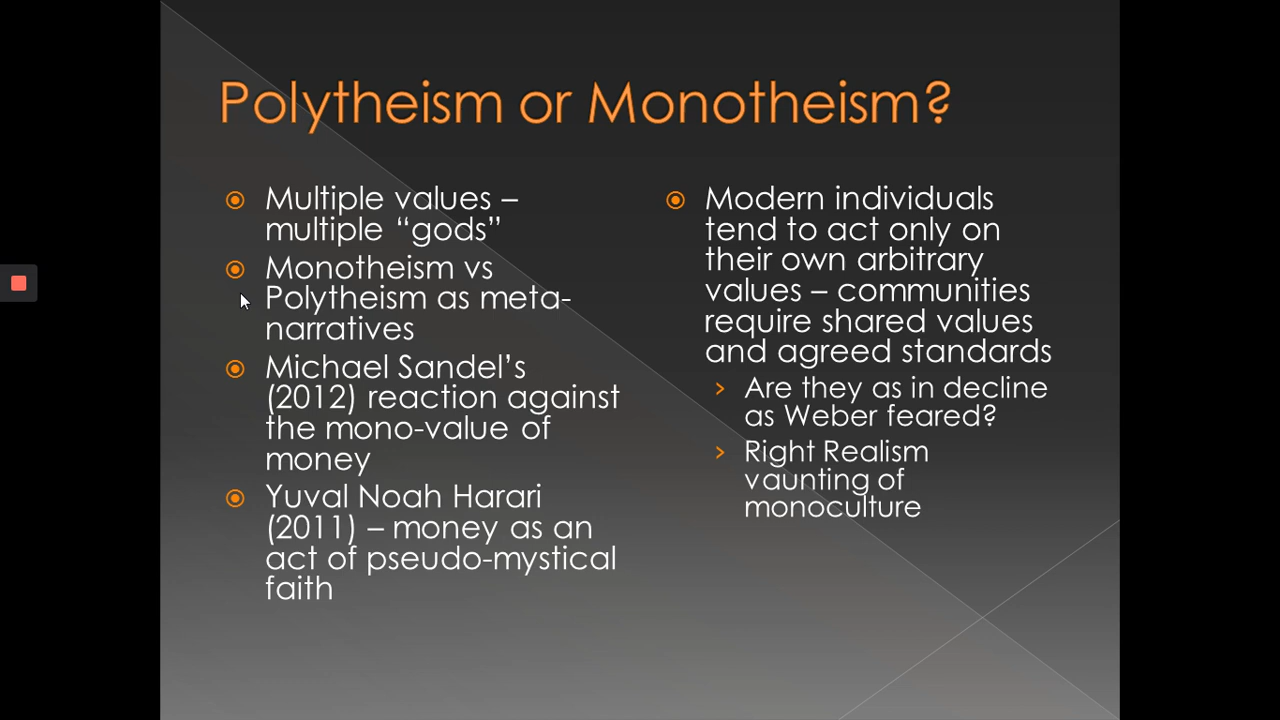 Polytheism or Monotheism?
Multiple values –
multiple “gods”
Monotheism vs
Polytheism as meta-
narratives
Michael Sandel’s
(2012) reaction against
the mono-value of
money
Yuval Noah Harari
(2011) – money as an
act of pseudo-mystical
faith
Modern individuals
tend to act only on
their own arbitrary
values – communities
require shared values
and agreed standards
Are they as in decline
as Weber feared?
Right Realism
vaunting of
monoculture